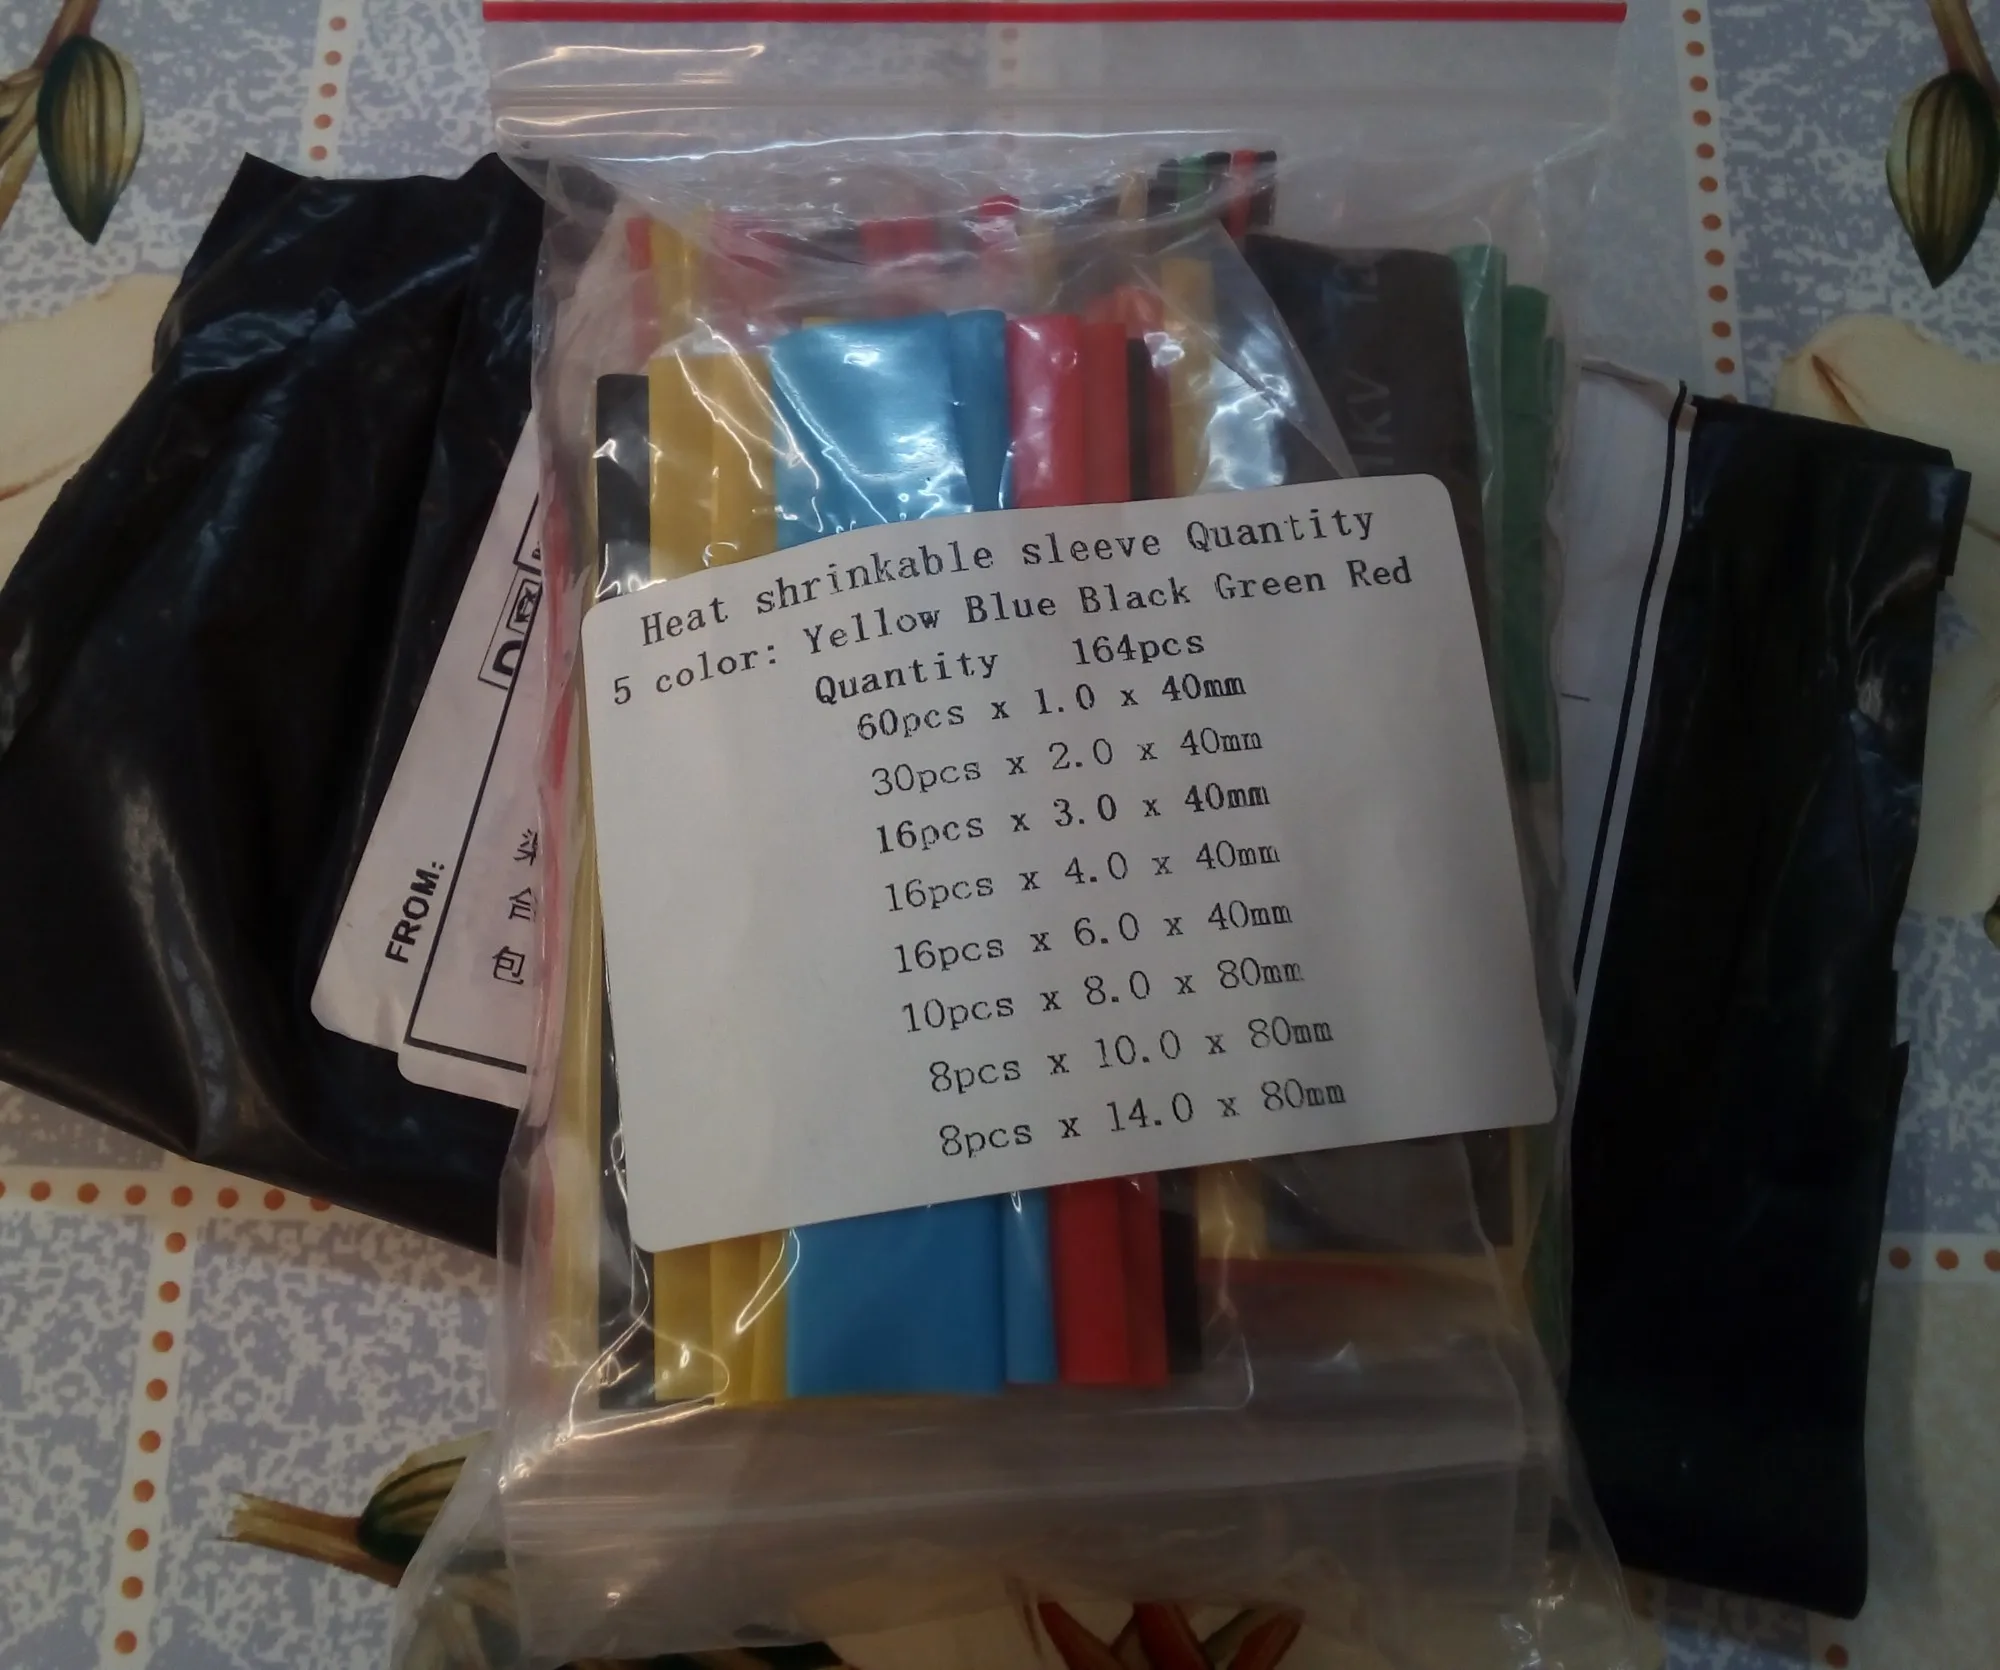 Heat shrinkable sleeve Quantity
5 color: Yellow Blue Black Green Red
Quantity 164pcs
60pcs x 1.0 x 40mm
30pcs x 2.0 x 40mm
16pcs x 3.0 x 40mm
16pcs x 4.0 x 40mm
16pcs x 6.0 x 40mm
10pcs x 8.0 x 80mm
8pcs x 10.0 x 80mm
8pcs x 14.0 x 80mm
FROM:
包
1KV